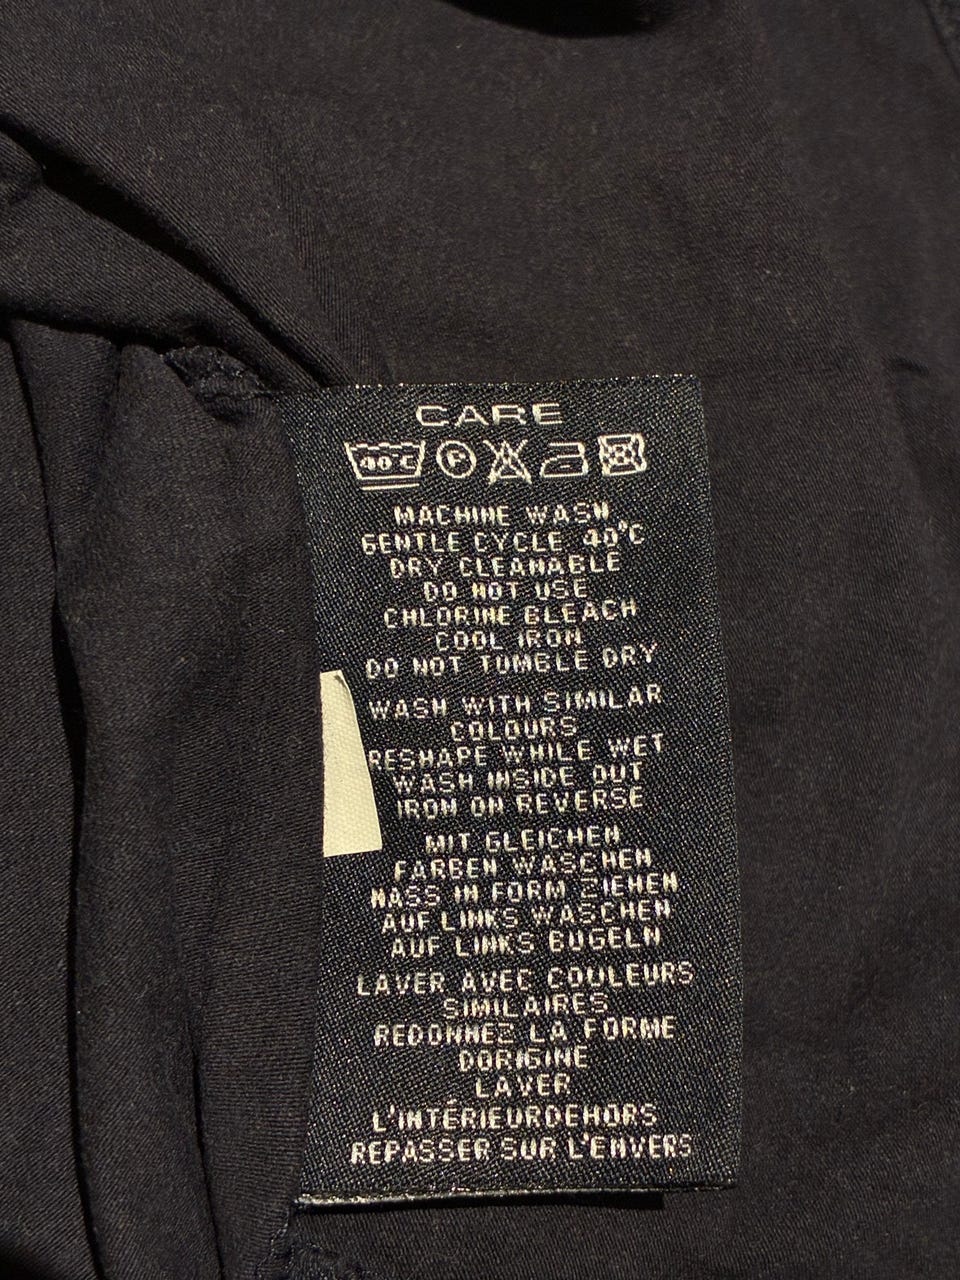 CARE
40°C P
MACHINE WASH
GENTLE CYCLE 40°C
DRY CLEANABLE
DO NOT USE
CHLORINE BLEACH
COOL IRON
DO NOT TUMBLE DRY
WASH WITH SIMILAR
COLOURS
RESHAPE WHILE WET
WASH INSIDE OUT
IRON ON REVERSE
MIT GLEICHEN
FARBEN WASCHEN
NASS IN FORM ZIEHEN
AUF LINKS WASCHEN
AUF LINKS BUGELN
LAVER AVEC COULEURS
SIMILAIRES
REDONNEZ LA FORME
DORIGINE
LAVER
L'INTÉRIEURDEHORS
REPASSER SUR L'ENVERS